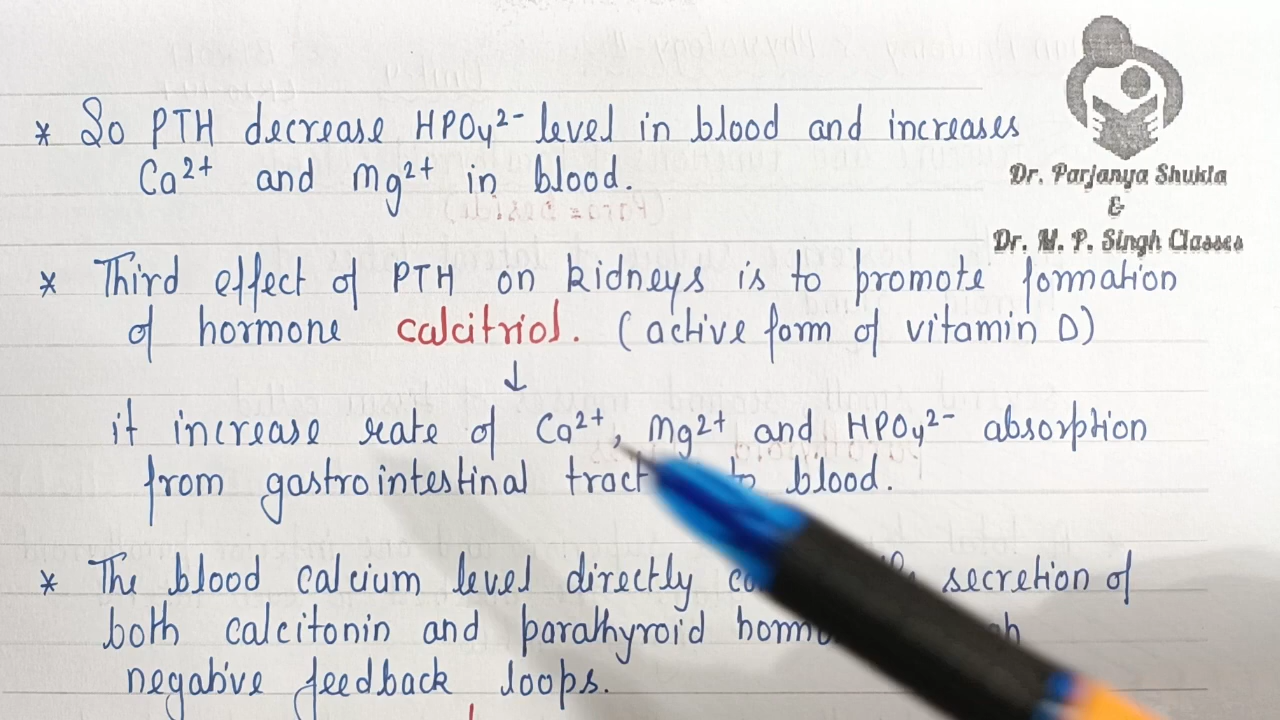 * So PTH decrease HPO4²⁻ level in blood and increases
Ca²⁺ and Mg²⁺ in blood.
Dr. Parjanya Shukla
&
Dr. M. P. Singh Classes
* Third effect of PTH on kidneys is to promote formation
of hormone calcitriol. (active form of vitamin D)
↓
it increase rate of Ca²⁺, Mg²⁺ and HPO4²⁻ absorption
from gastrointestinal tract to blood.
* The blood calcium level directly secretion of
both calcitonin and parathyroid
negative feedback loops.